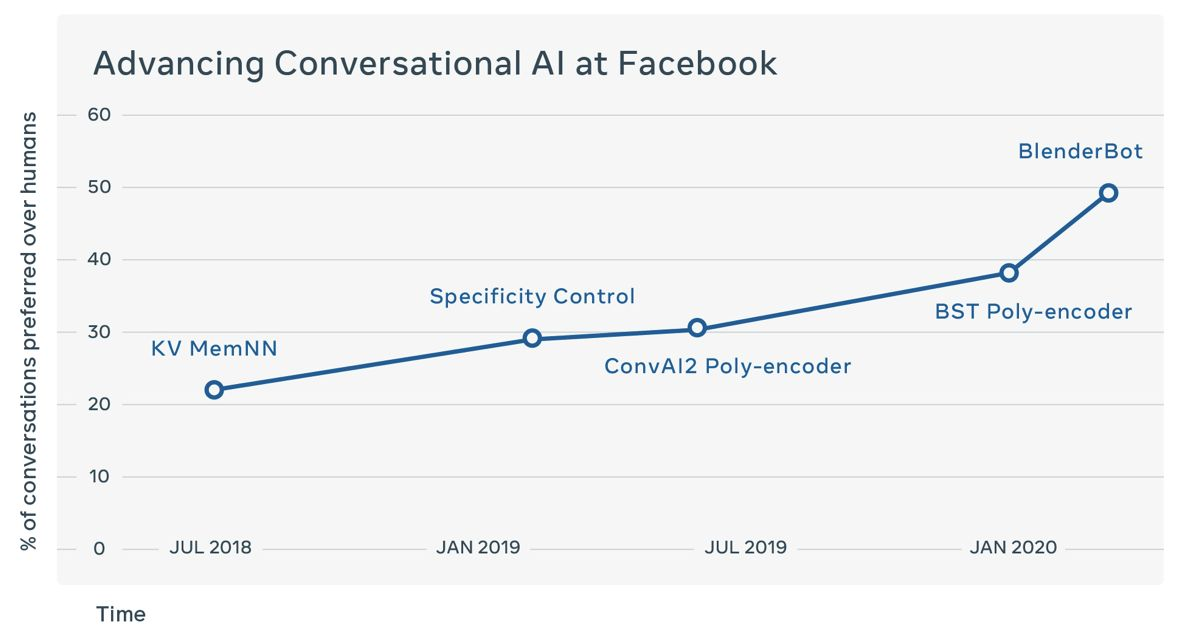 Advancing Conversational AI at Facebook
% of conversations preferred over humans
60
50
40
30
20
10
0
KV MemNN
Specificity Control
ConvAI2 Poly-encoder
BST Poly-encoder
BlenderBot
JUL 2018
JAN 2019
JUL 2019
JAN 2020
Time